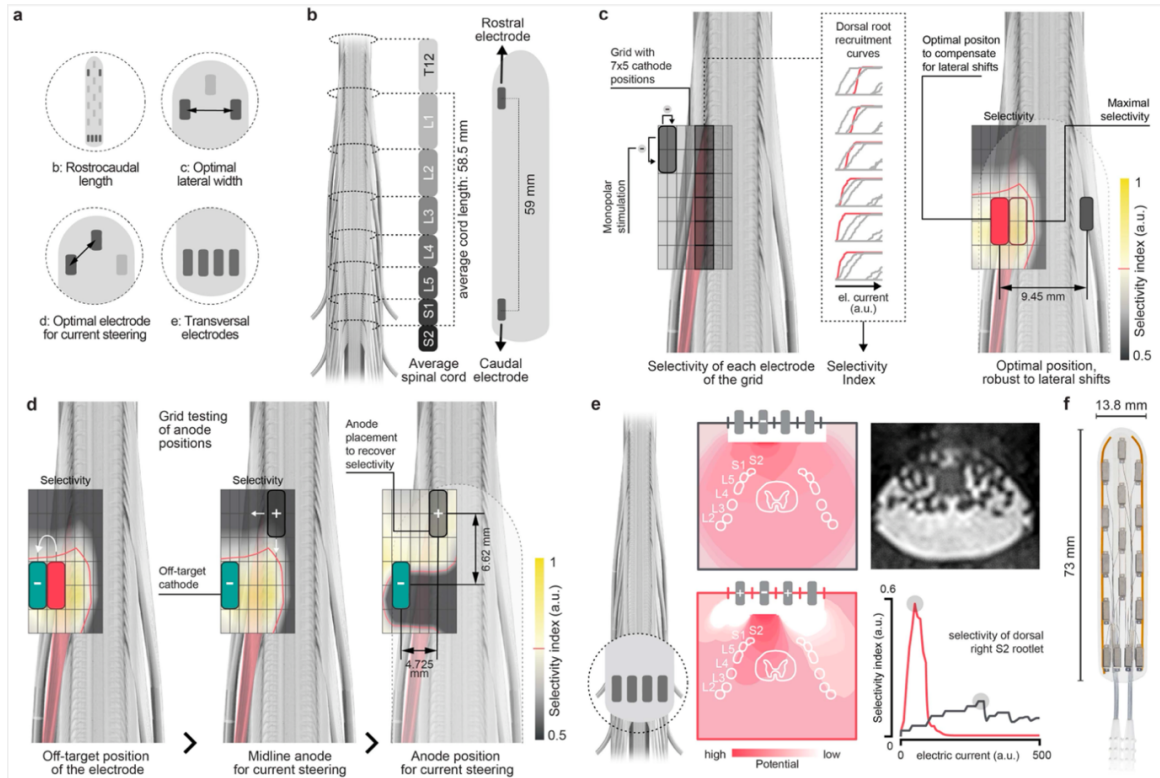 a
b: Rostrocaudal
length
c: Optimal
lateral width
d: Optimal electrode
for current steering
e: Transversal
electrodes
b
T12
L1
L2
L3
L4
L5
S1
S2
average cord length: 58.5 mm
Average
spinal cord
Rostral
electrode
59 mm
Caudal
electrode
c
Grid with
7x5 cathode
positions
Monopolar
stimulation
Selectivity of each electrode
of the grid
Dorsal root
recruitment
curves
el. current
(a.u.)
Selectivity
Index
Optimal positon
to compensate
for lateral shifts
Selectivity
Maximal
selectivity
9.45 mm
1
0.5
Selectivity index (a.u.)
Optimal position,
robust to lateral shifts
d
Grid testing
of anode
positions
Selectivity
-
Off-target position
of the electrode
Off-target
cathode
Selectivity
+
-
Midline anode
for current steering
Anode
placement
to recover
selectivity
+
-
6.62 mm
4.725
mm
Anode position
for current steering
1
0.5
Selectivity index (a.u.)
e
-
S1 S2
L5
L4
L3
L2
+ - +
S1 S2
L5
L4
L3
L2
high low
Potential
0.6
0
Selectivity index (a.u.)
selectivity of dorsal
right S2 rootlet
0 500
electric current (a.u.)
f
13.8 mm
73 mm